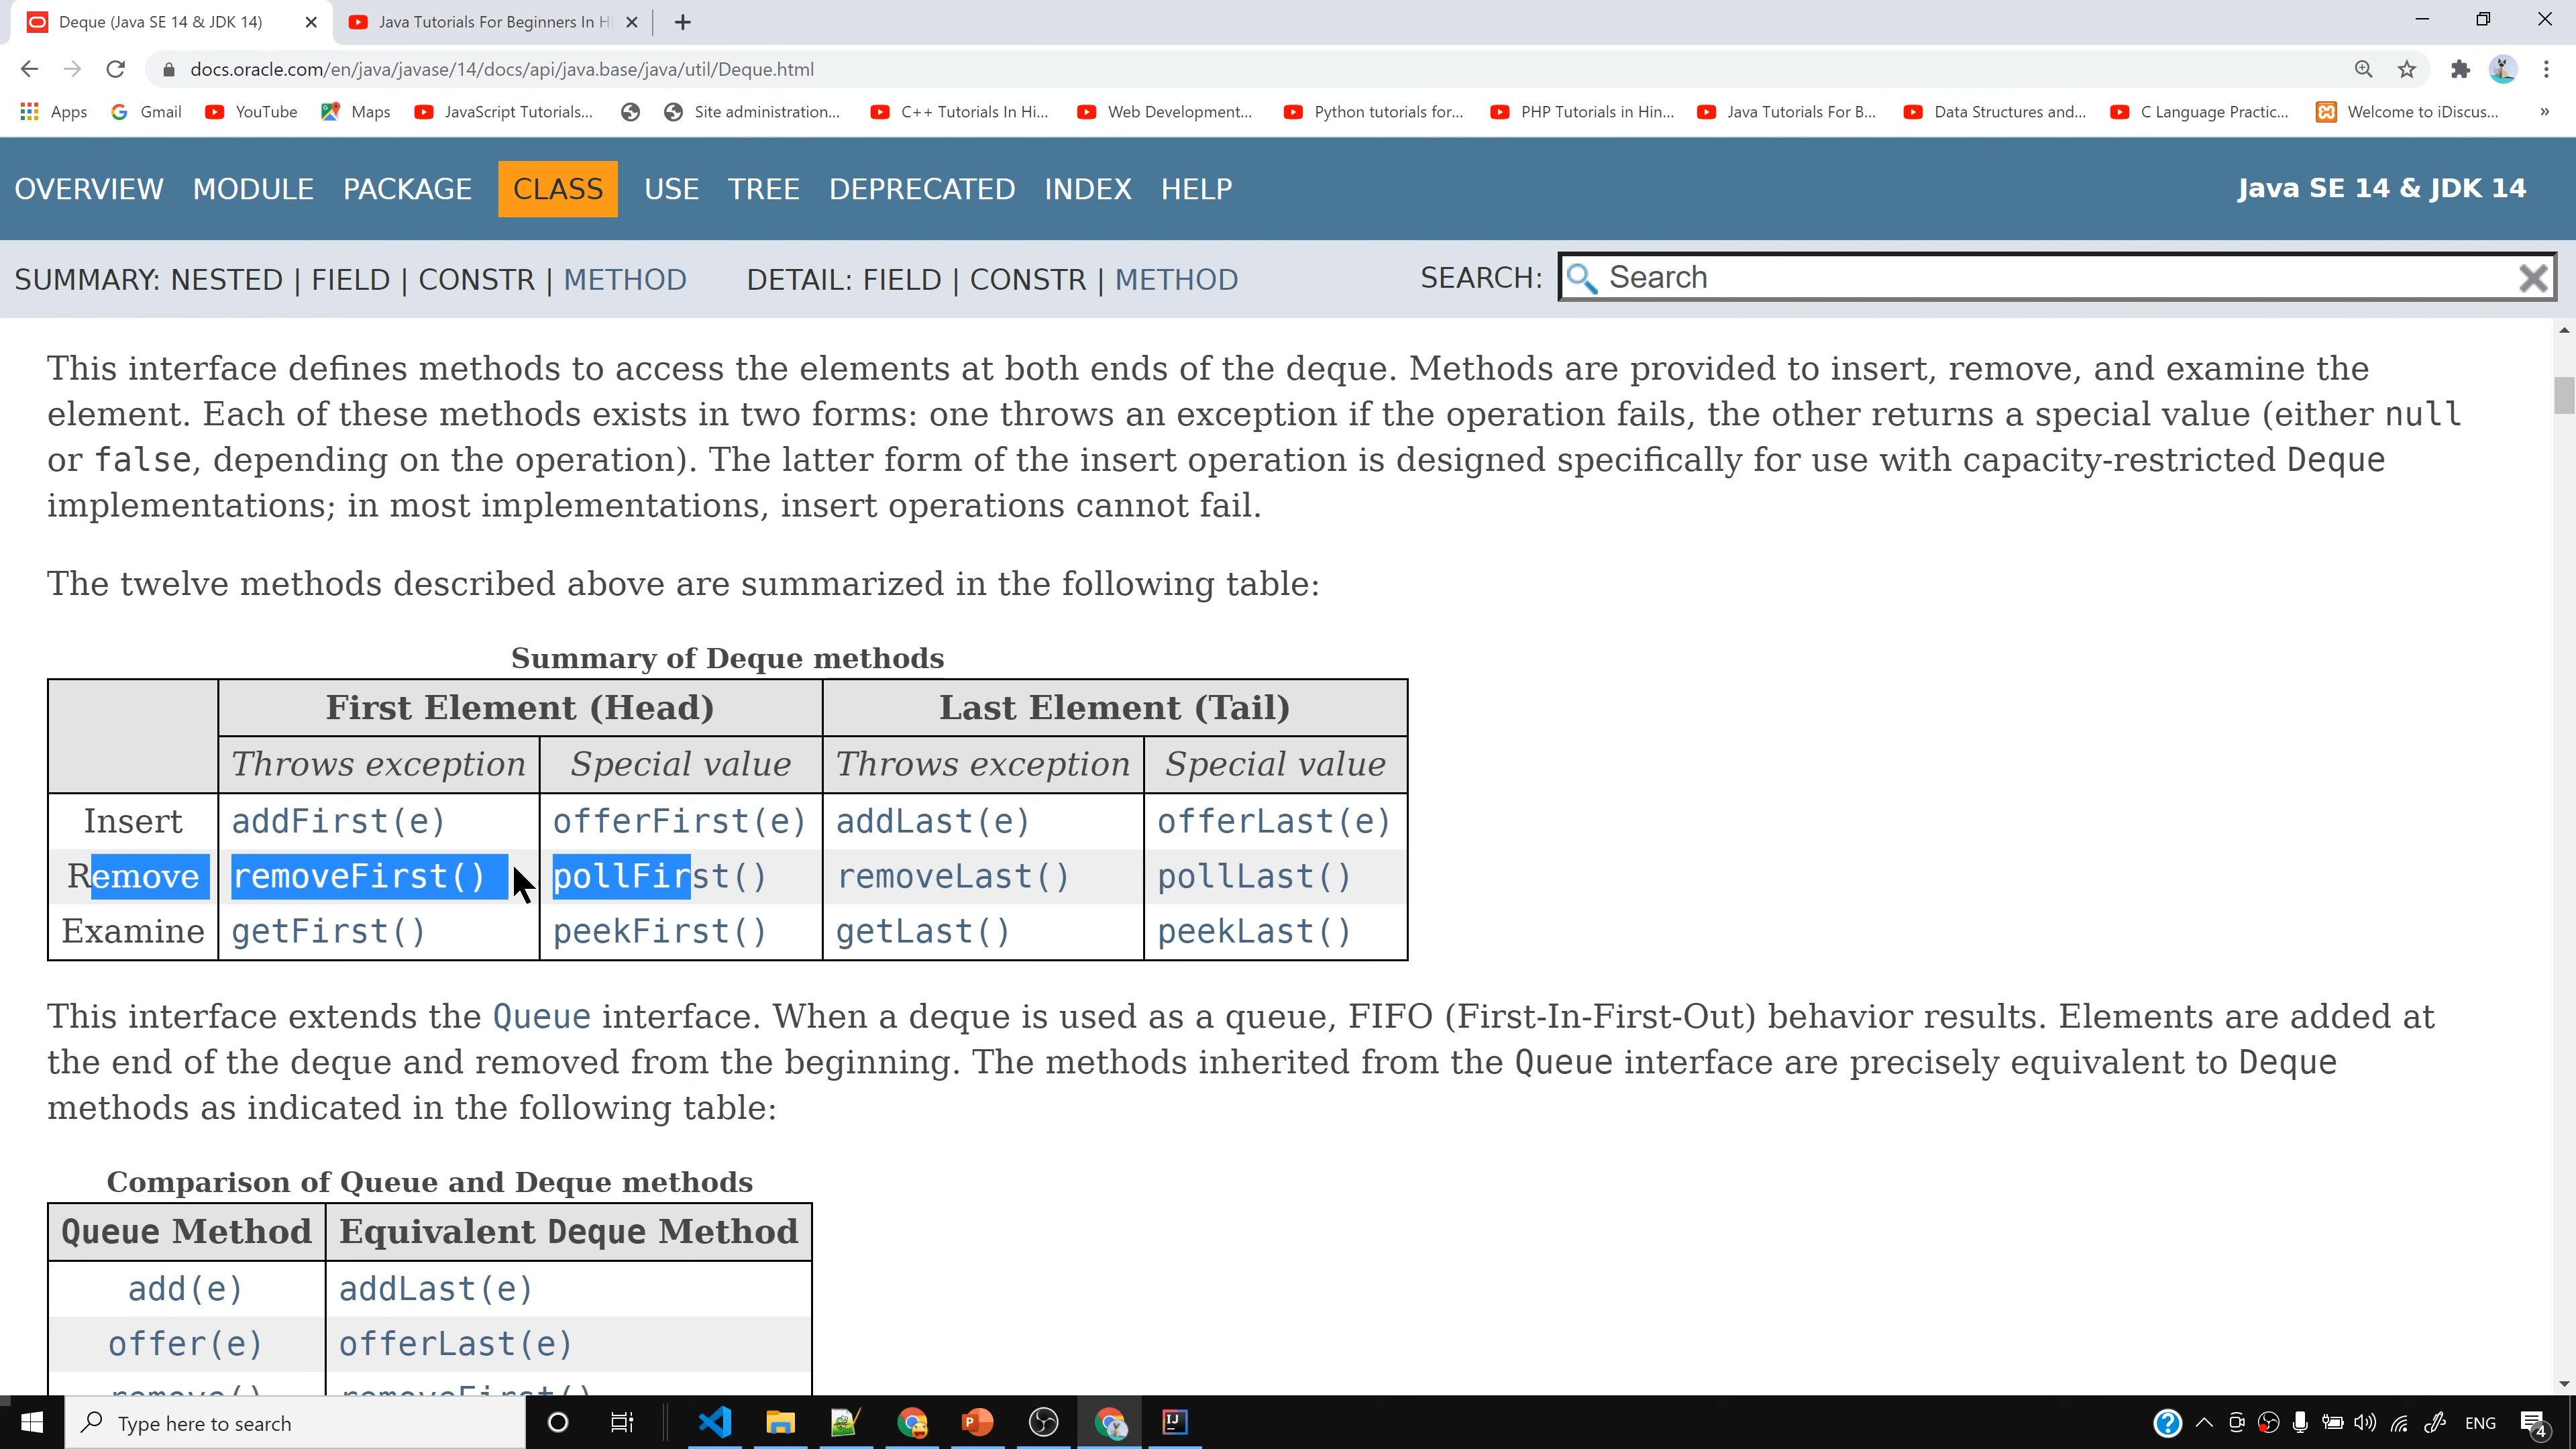 Deque (Java SE 14 & JDK 14)
Java Tutorials For Beginners In Hi
docs.oracle.com/en/java/javase/14/docs/api/java.base/java/util/Deque.html
Apps Gmail YouTube Maps JavaScript Tutorials... Site administration... C++ Tutorials In Hi... Web Development... Python tutorials for... PHP Tutorials in Hin... Java Tutorials For B... Data Structures and... C Language Practic... Welcome to iDiscus... »
OVERVIEW MODULE PACKAGE CLASS USE TREE DEPRECATED INDEX HELP Java SE 14 & JDK 14
SUMMARY: NESTED | FIELD | CONSTR | METHOD DETAIL: FIELD | CONSTR | METHOD SEARCH: Search
This interface defines methods to access the elements at both ends of the deque. Methods are provided to insert, remove, and examine the
element. Each of these methods exists in two forms: one throws an exception if the operation fails, the other returns a special value (either null
or false, depending on the operation). The latter form of the insert operation is designed specifically for use with capacity-restricted Deque
implementations; in most implementations, insert operations cannot fail.
The twelve methods described above are summarized in the following table:
Summary of Deque methods
First Element (Head) Last Element (Tail)
Throws exception Special value Throws exception Special value
Insert addFirst(e) offerFirst(e) addLast(e) offerLast(e)
Remove removeFirst() pollFirst() removeLast() pollLast()
Examine getFirst() peekFirst() getLast() peekLast()
This interface extends the Queue interface. When a deque is used as a queue, FIFO (First-In-First-Out) behavior results. Elements are added at
the end of the deque and removed from the beginning. The methods inherited from the Queue interface are precisely equivalent to Deque
methods as indicated in the following table:
Comparison of Queue and Deque methods
Queue Method Equivalent Deque Method
add(e) addLast(e)
offer(e) offerLast(e)
remove() removeFirst()
Type here to search
ENG
4